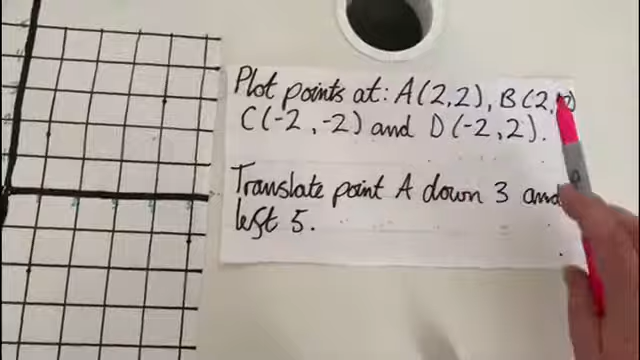 Plot points at: A(2,2), B(2,
C(-2,-2) and D(-2,2).
Translate point A down 3 and
left 5.